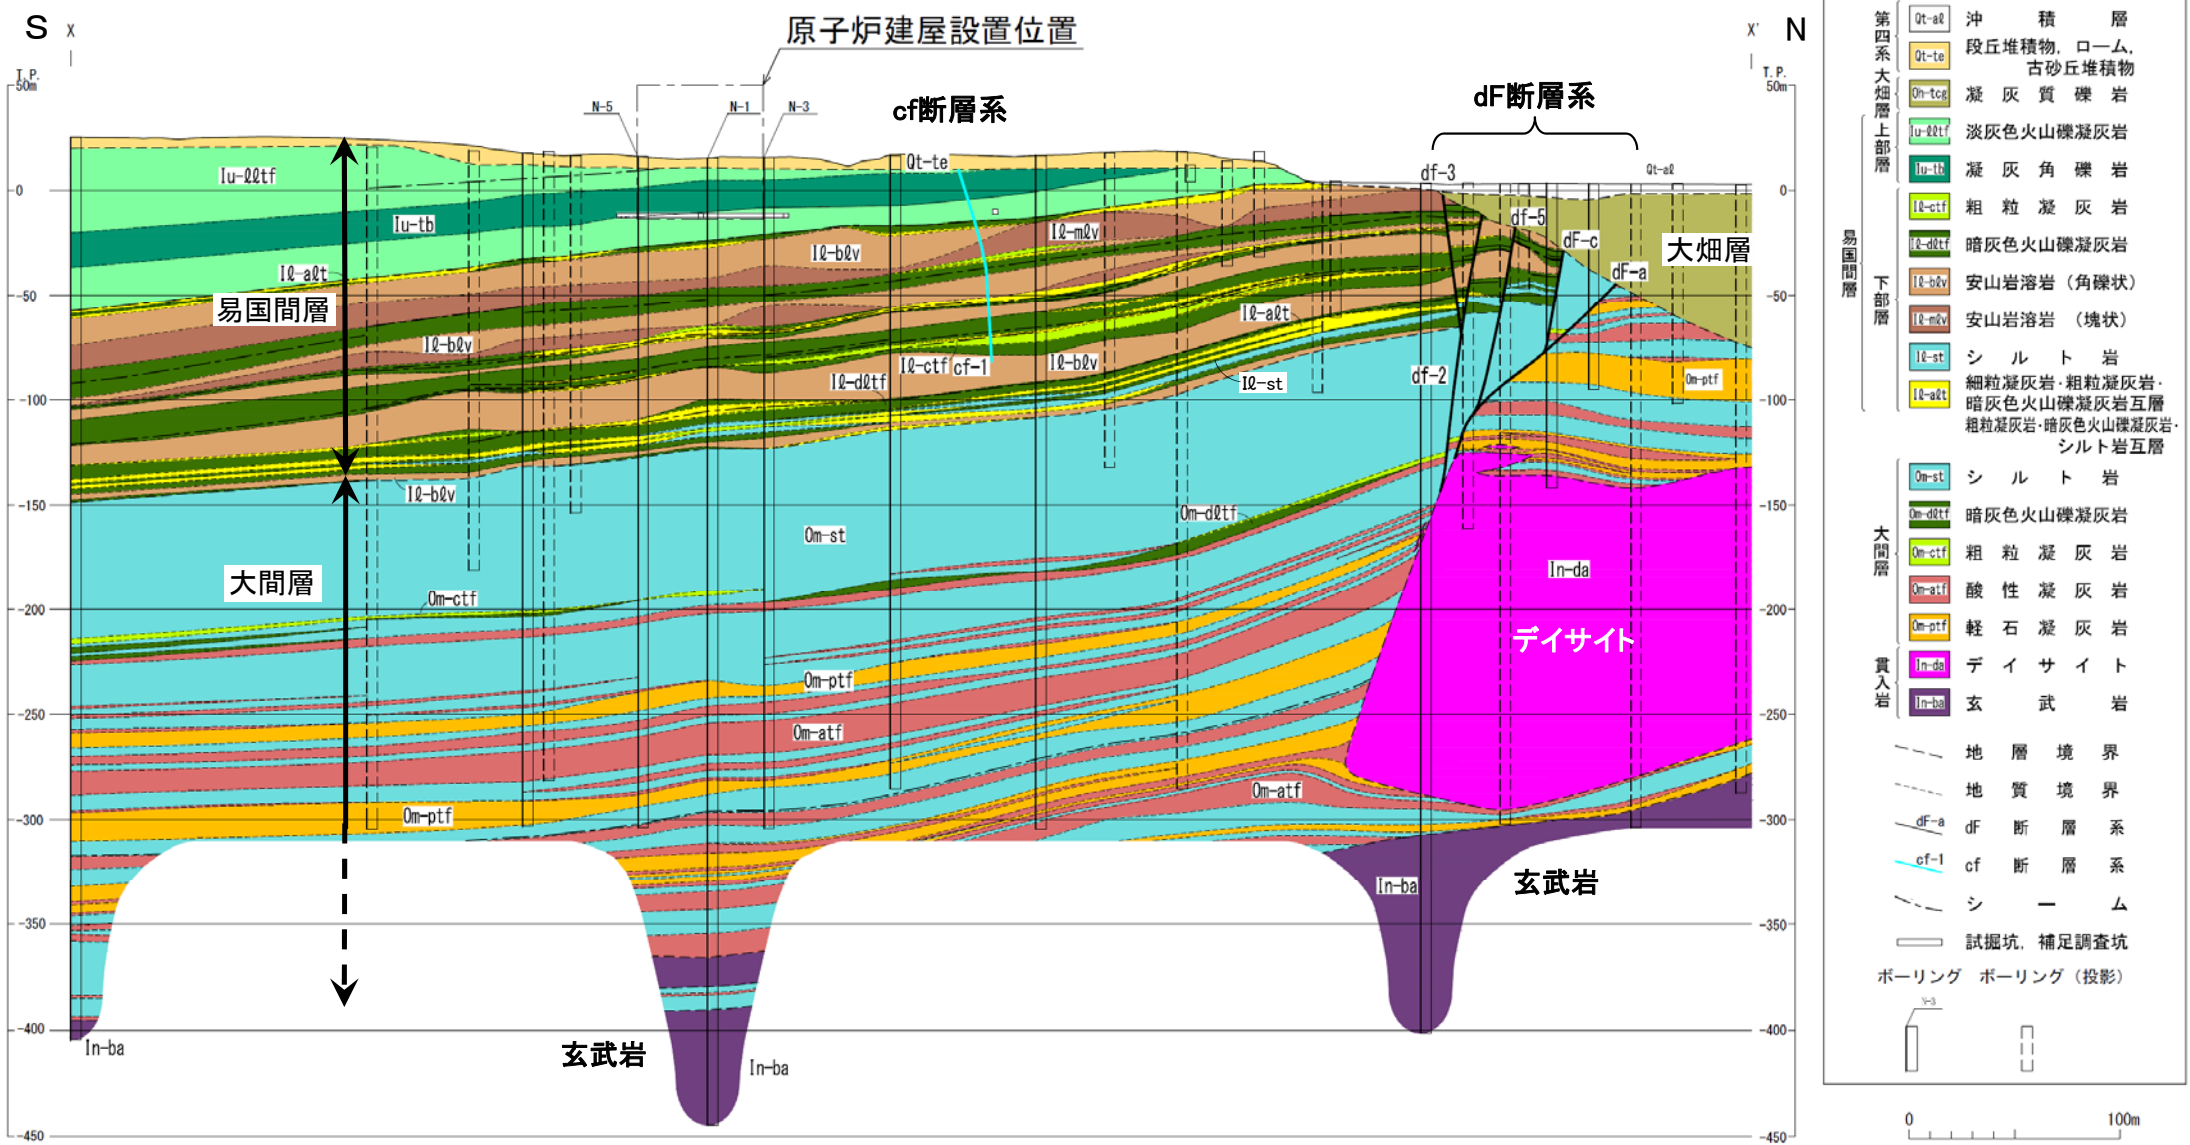 S
X
原子炉建屋設置位置
X'
N
T.P.
50m
T.P.
50m
N-5
N-1
N-3
cf断層系
dF断層系
Qt-te
df-3
Qt-aℓ
Iu-ℓℓtf
0
0
df-5
Iu-tb
Iℓ-mℓv
dF-c
大畑層
Iℓ-bℓv
Iℓ-aℓt
dF-a
-50
-50
易国間層
Iℓ-aℓt
Iℓ-bℓv
Iℓ-ctf
cf-1
Iℓ-bℓv
df-2
Iℓ-dℓtf
Iℓ-st
Om-ptf
-100
-100
Iℓ-bℓv
-150
-150
Om-dℓtf
Om-st
In-da
大間層
Om-ctf
-200
-200
デイサイト
Om-ptf
-250
-250
Om-atf
Om-atf
Om-ptf
-300
-300
In-ba
玄武岩
-350
-350
-400
-400
In-ba
玄武岩
In-ba
-450
-450
第四系
Qt-aℓ 沖積層
Qt-te 段丘堆積物，ローム，
古砂丘堆積物
大畑層
Oh-tcg 凝灰質礫岩
易国間層
上部層
Iu-ℓℓtf 淡灰色火山礫凝灰岩
Iu-tb 凝灰角礫岩
下部層
Iℓ-ctf 粗粒凝灰岩
Iℓ-dℓtf 暗灰色火山礫凝灰岩
Iℓ-bℓv 安山岩溶岩（角礫状）
Iℓ-mℓv 安山岩溶岩 （塊状）
Iℓ-st シルト岩
Iℓ-aℓt 細粒凝灰岩・粗粒凝灰岩・
暗灰色火山礫凝灰岩互層
粗粒凝灰岩・暗灰色火山礫凝灰岩・
シルト岩互層
大間層
Om-st シルト岩
Om-dℓtf 暗灰色火山礫凝灰岩
Om-ctf 粗粒凝灰岩
Om-atf 酸性凝灰岩
Om-ptf 軽石凝灰岩
貫入岩
In-da デイサイト
In-ba 玄武岩
地層境界
地質境界
dF-a dF断層系
cf-1 cf断層系
シーム
試掘坑，補足調査坑
ボーリング ボーリング（投影）
N-3
0 100m